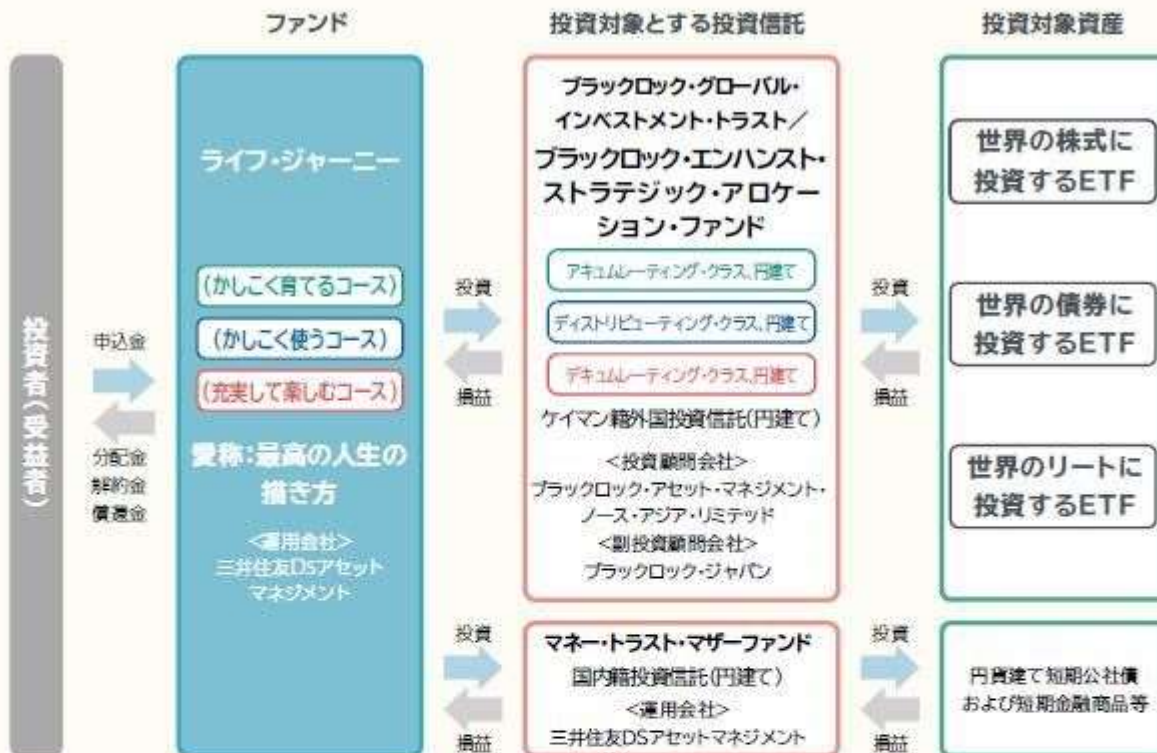 ファンド
投資対象とする投資信託
投資対象資産
投資者(受益者)
申込金
分配金
解約金
償還金
ライフ・ジャーニー
(かしこく育てるコース)
(かしこく使うコース)
(充実して楽しむコース)
愛称:最高の人生の
描き方
<運用会社>
三井住友DSアセット
マネジメント
投資
損益
ブラックロック・グローバル・
インベストメント・トラスト/
ブラックロック・エンハンスト・
ストラテジック・アロケー
ション・ファンド
アキュムレーティング・クラス、円建て
ディストリビューティング・クラス、円建て
デキュムレーティング・クラス、円建て
ケイマン籍外国投資信託(円建て)
<投資顧問会社>
ブラックロック・アセット・マネジメント・
ノース・アジア・リミテッド
<副投資顧問会社>
ブラックロック・ジャパン
投資
損益
世界の株式に
投資するETF
世界の債券に
投資するETF
世界のリートに
投資するETF
投資
損益
マネー・トラスト・マザーファンド
国内籍投資信託(円建て)
<運用会社>
三井住友DSアセットマネジメント
投資
損益
円貨建て短期公社債
および短期金融商品等